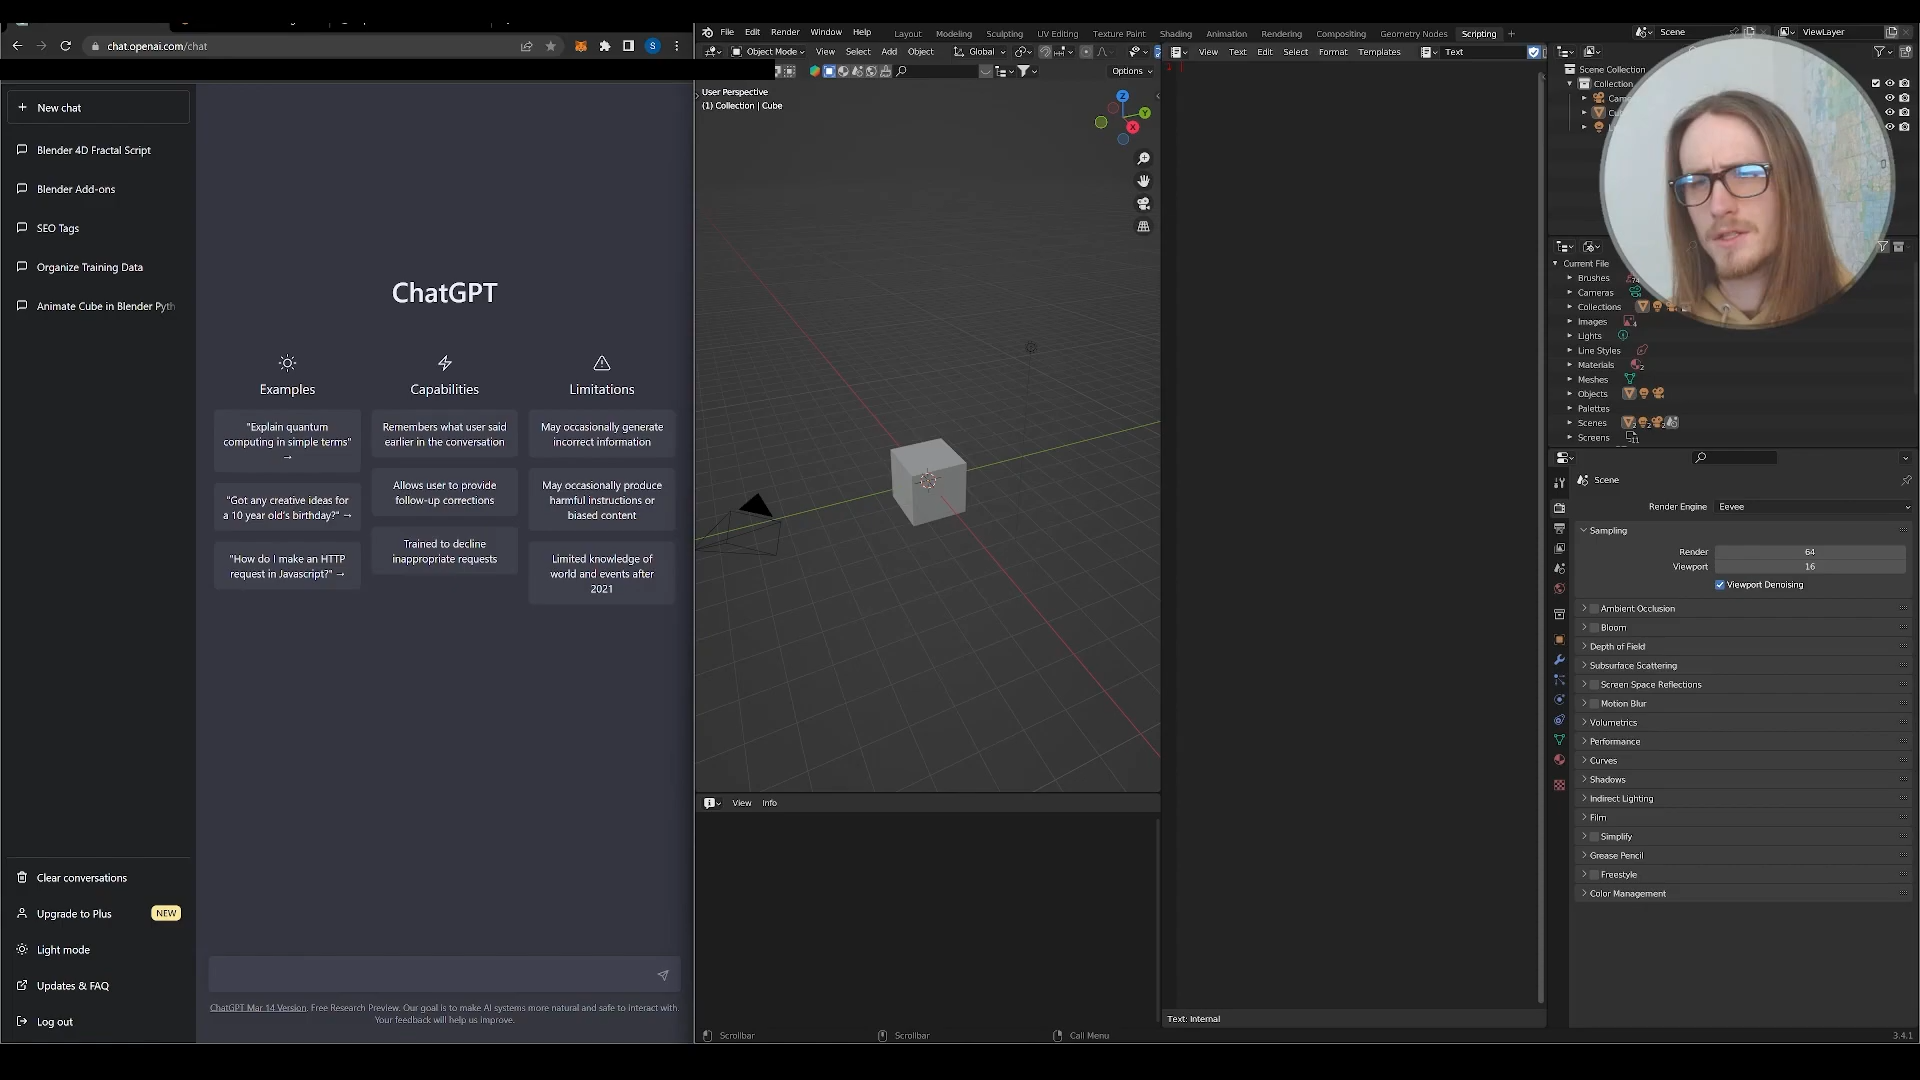 chat.openai.com/chat
S
New chat
Blender 4D Fractal Script
Blender Add-ons
SEO Tags
Organize Training Data
Animate Cube in Blender Pyth
Clear conversations
Upgrade to Plus
NEW
Light mode
Updates & FAQ
Log out
ChatGPT
Examples
"Explain quantum
computing in simple terms"
→
"Got any creative ideas for
a 10 year old's birthday?" →
"How do I make an HTTP
request in Javascript?" →
Capabilities
Remembers what user said
earlier in the conversation
Allows user to provide
follow-up corrections
Trained to decline
inappropriate requests
Limitations
May occasionally generate
incorrect information
May occasionally produce
harmful instructions or
biased content
Limited knowledge of
world and events after
2021
ChatGPT Mar 14 Version. Free Research Preview. Our goal is to make AI systems more natural and safe to interact with.
Your feedback will help us improve.
File Edit Render Window Help
Layout Modeling Sculpting UV Editing Texture Paint Shading Animation Rendering Compositing Geometry Nodes Scripting +
Scene
ViewLayer
Object Mode View Select Add Object Global
View Text Edit Select Format Templates Text
Options
User Perspective
(1) Collection | Cube
Z
Y
X
1
View Info
Text: Internal
Scrollbar
Scrollbar
Call Menu
3.4.1
Scene Collection
Collection
Current File
Brushes
Cameras
Collections
Images 4
Lights
Line Styles
Materials 2
Meshes
Objects
Palettes
Scenes
Screens 11
Scene
Render Engine Eevee
Sampling
Render 64
Viewport 16
Viewport Denoising
Ambient Occlusion
Bloom
Depth of Field
Subsurface Scattering
Screen Space Reflections
Motion Blur
Volumetrics
Performance
Curves
Shadows
Indirect Lighting
Film
Simplify
Grease Pencil
Freestyle
Color Management